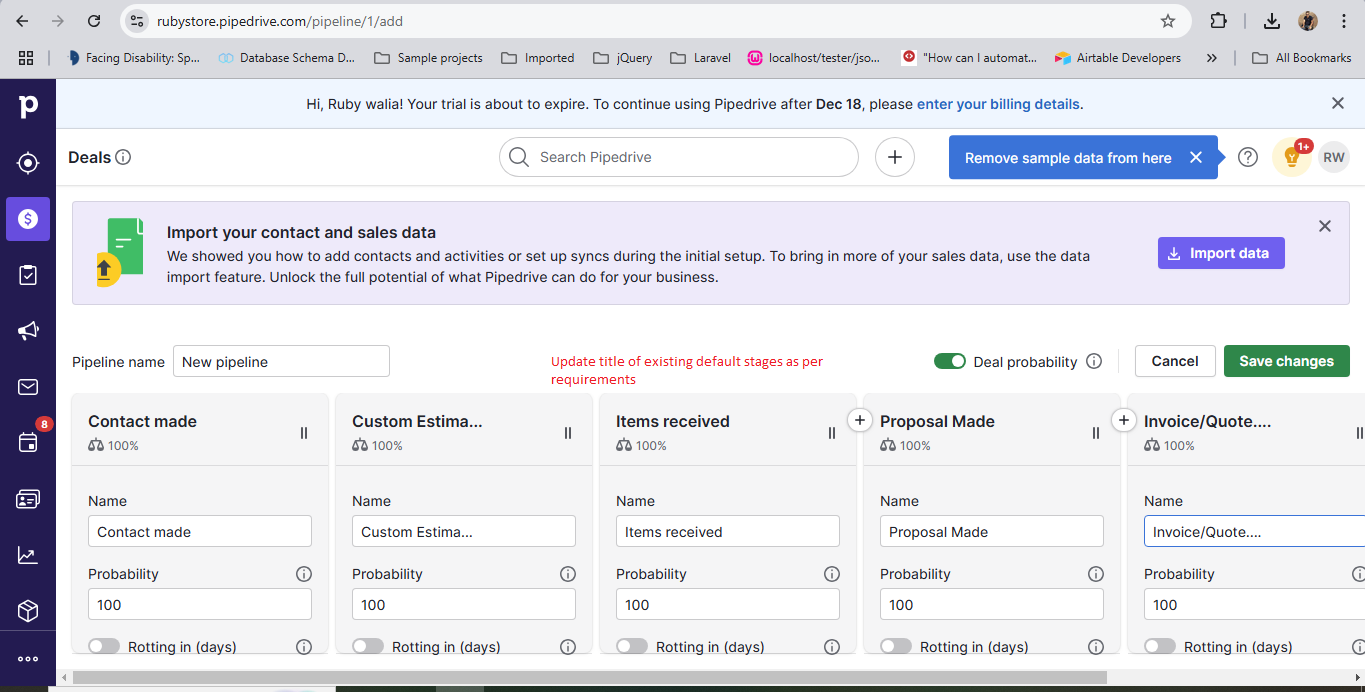 rubystore.pipedrive.com/pipeline/1/add
Facing Disability: Sp...
Database Schema D...
Sample projects
Imported
jQuery
Laravel
localhost/tester/jso...
"How can I automat...
Airtable Developers
»
All Bookmarks
p
Hi, Ruby walia! Your trial is about to expire. To continue using Pipedrive after Dec 18, please enter your billing details.
Deals
Search Pipedrive
Remove sample data from here
1+
RW
Import your contact and sales data
We showed you how to add contacts and activities or set up syncs during the initial setup. To bring in more of your sales data, use the data
import feature. Unlock the full potential of what Pipedrive can do for your business.
Import data
Pipeline name
New pipeline
Update title of existing default stages as per
requirements
Deal probability
Cancel
Save changes
8
Contact made
100%
Name
Contact made
Probability
100
Rotting in (days)
Custom Estima...
100%
Name
Custom Estima...
Probability
100
Rotting in (days)
Items received
100%
Name
Items received
Probability
100
Rotting in (days)
Proposal Made
100%
Name
Proposal Made
Probability
100
Rotting in (days)
Invoice/Quote....
100%
Name
Invoice/Quote....
Probability
100
Rotting in (days)